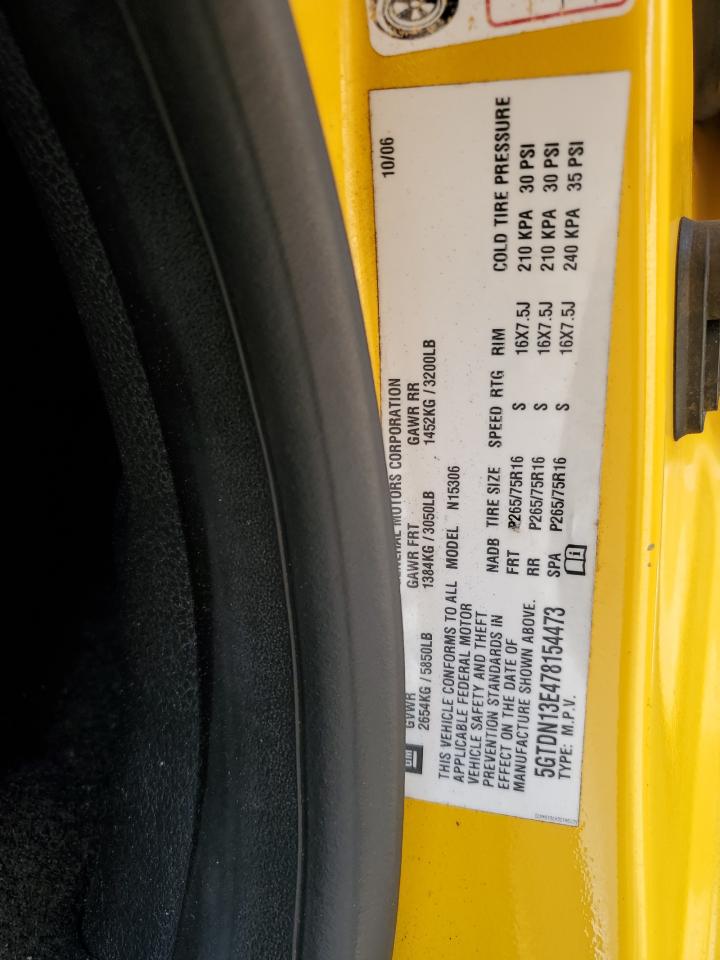 10/06
MOTORS CORPORATION
GM
GVWR GAWR FRT GAWR RR
2654KG / 5850LB 1384KG / 3050LB 1452KG / 3200LB
THIS VEHICLE CONFORMS TO ALL
APPLICABLE FEDERAL MOTOR
VEHICLE SAFETY AND THEFT
PREVENTION STANDARDS IN
EFFECT ON THE DATE OF
MANUFACTURE SHOWN ABOVE.
MODEL N15306
NADB TIRE SIZE SPEED RTG RIM COLD TIRE PRESSURE
FRT P265/75R16 S 16X7.5J 210 KPA 30 PSI
RR P265/75R16 S 16X7.5J 210 KPA 30 PSI
SPA P265/75R16 S 16X7.5J 240 KPA 35 PSI
5GTDN13E478154473
TYPE: M.P.V.